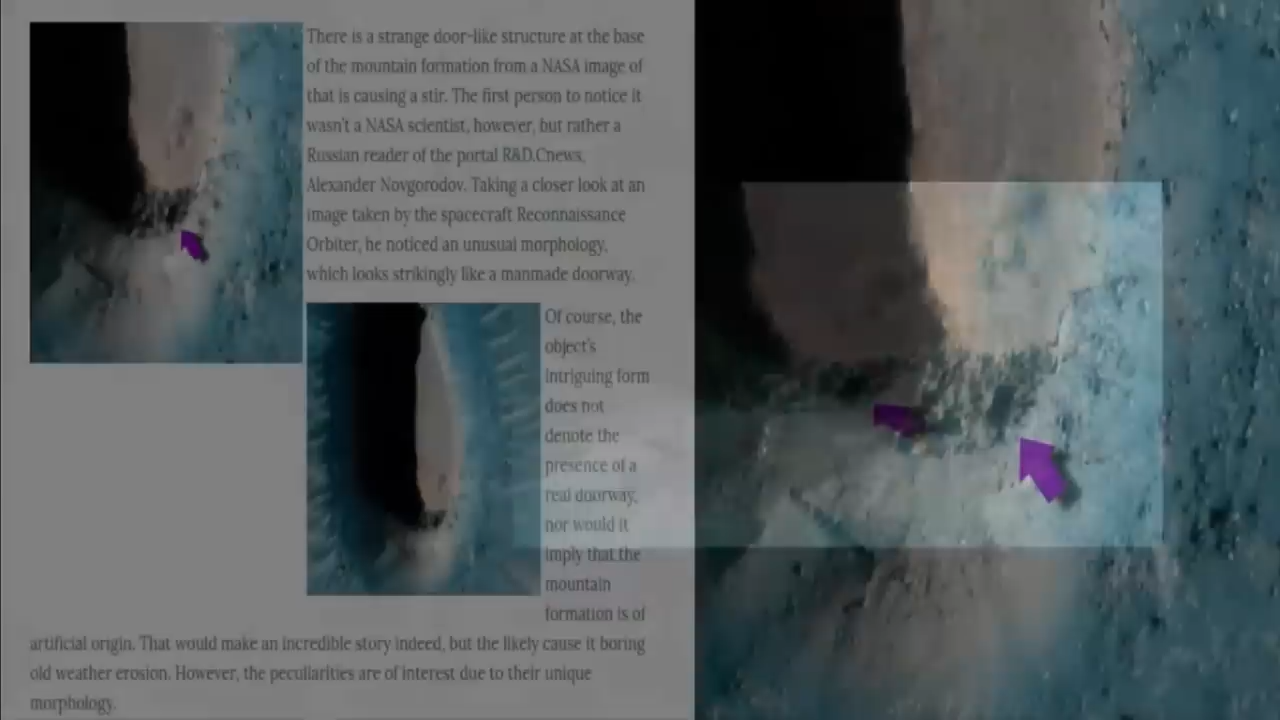 There is a strange door-like structure at the base
of the mountain formation from a NASA image of
that is causing a stir. The first person to notice it
wasn't a NASA scientist, however, but rather a
Russian reader of the portal R&D.Cnews,
Alexander Novgorodov. Taking a closer look at an
image taken by the spacecraft Reconnaissance
Orbiter, he noticed an unusual morphology,
which looks strikingly like a manmade doorway.
Of course, the
object's
intriguing form
does not
denote the
presence of a
real doorway,
nor would it
imply that the
mountain
formation is of
artificial origin. That would make an incredible story indeed, but the likely cause it boring
old weather erosion. However, the peculiarities are of interest due to their unique
morphology.